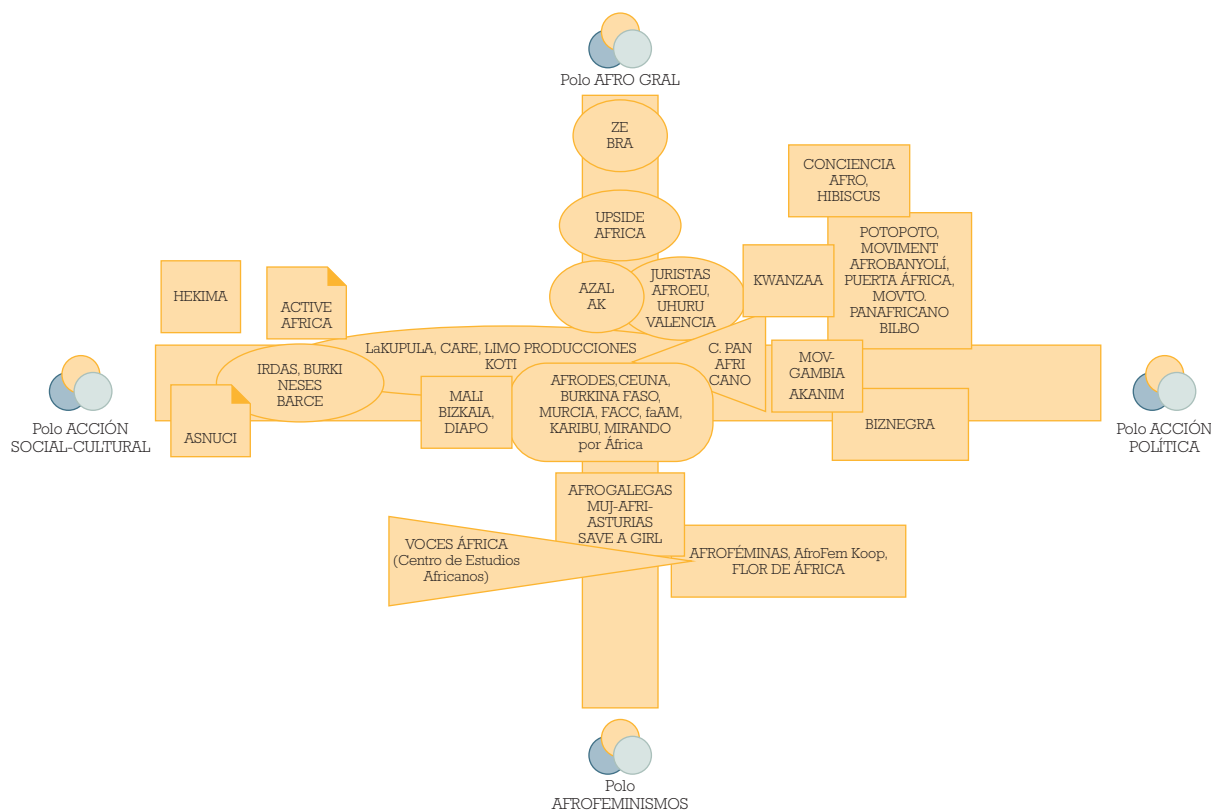 Polo AFRO GRAL
ZE
BRA
CONCIENCIA
AFRO,
HIBISCUS
UPSIDE
AFRICA
POTOPOTO,
MOVIMENT
AFROBANYOLÍ,
PUERTA ÁFRICA,
MOVTO.
PANAFRICANO
BILBO
HEKIMA
ACTIVE
AFRICA
AZAL
AK
JURISTAS
AFROEU,
UHURU
VALENCIA
KWANZAA
LaKUPULA, CARE, LIMO PRODUCCIONES
KOTI
C. PAN
AFRI
CANO
MOV-
GAMBIA
AKANIM
IRDAS, BURKI
NESES
BARCE
MALI
BIZKAIA,
DIAPO
AFRODES,CEUNA,
BURKINA FASO,
MURCIA, FACC, faAM,
KARIBU, MIRANDO
por África
BIZNEGRA
ASNUCI
Polo ACCIÓN
SOCIAL-CULTURAL
Polo ACCIÓN
POLÍTICA
AFROGALEGAS
MUJ-AFRI-
ASTURIAS
SAVE A GIRL
VOCES ÁFRICA
(Centro de Estudios
Africanos)
AFROFÉMINAS, AfroFem Koop,
FLOR DE ÁFRICA
Polo
AFROFEMINISMOS